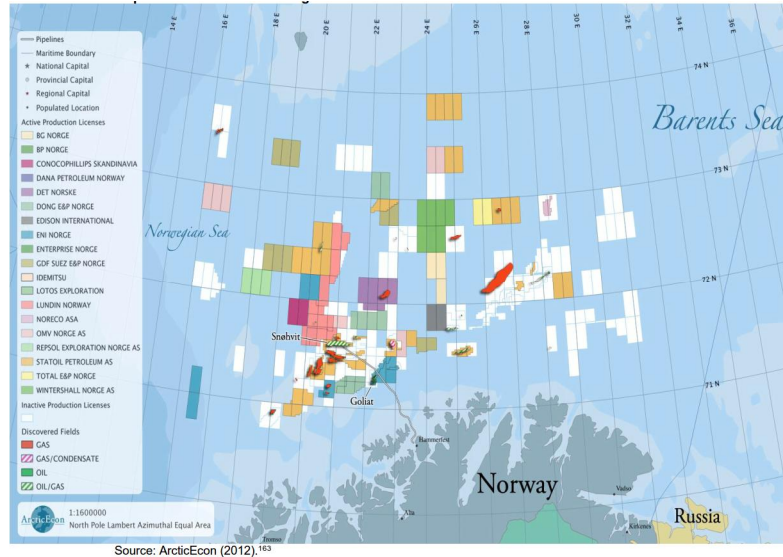 14 E
16 E
18 E
20 E
22 E
24 E
26 E
28 E
30 E
32 E
34 E
36 E
Pipelines
Maritime Boundary
National Capital
Provincial Capital
Regional Capital
Populated Location
Active Production Licenses
BG NORGE
BP NORGE
CONOCOPHILLIPS SKANDINAVIA
DANA PETROLEUM NORWAY
DET NORSKE
DONG E&P NORGE
EDISON INTERNATIONAL
ENI NORGE
ENTERPRISE NORGE
GDF SUEZ E&P NORGE
IDEMITSU
LOTOS EXPLORATION
LUNDIN NORWAY
NORECO ASA
OMV NORGE AS
REPSOL EXPLORATION NORGE AS
STATOIL PETROLEUM AS
TOTAL E&P NORGE
WINTERSHALL NORGE AS
Inactive Production Licenses
Discovered Fields
GAS
GAS/CONDENSATE
OIL
OIL/GAS
ArcticEcon
1:1600000
North Pole Lambert Azimuthal Equal Area
74 N
Barents Sea
73 N
Norwegian Sea
72 N
Snøhvit
71 N
Goliat
Hammerfest
Norway
Vadso
Alta
Russia
Kirkenes
Tromso
Source: ArcticEcon (2012).¹⁶³